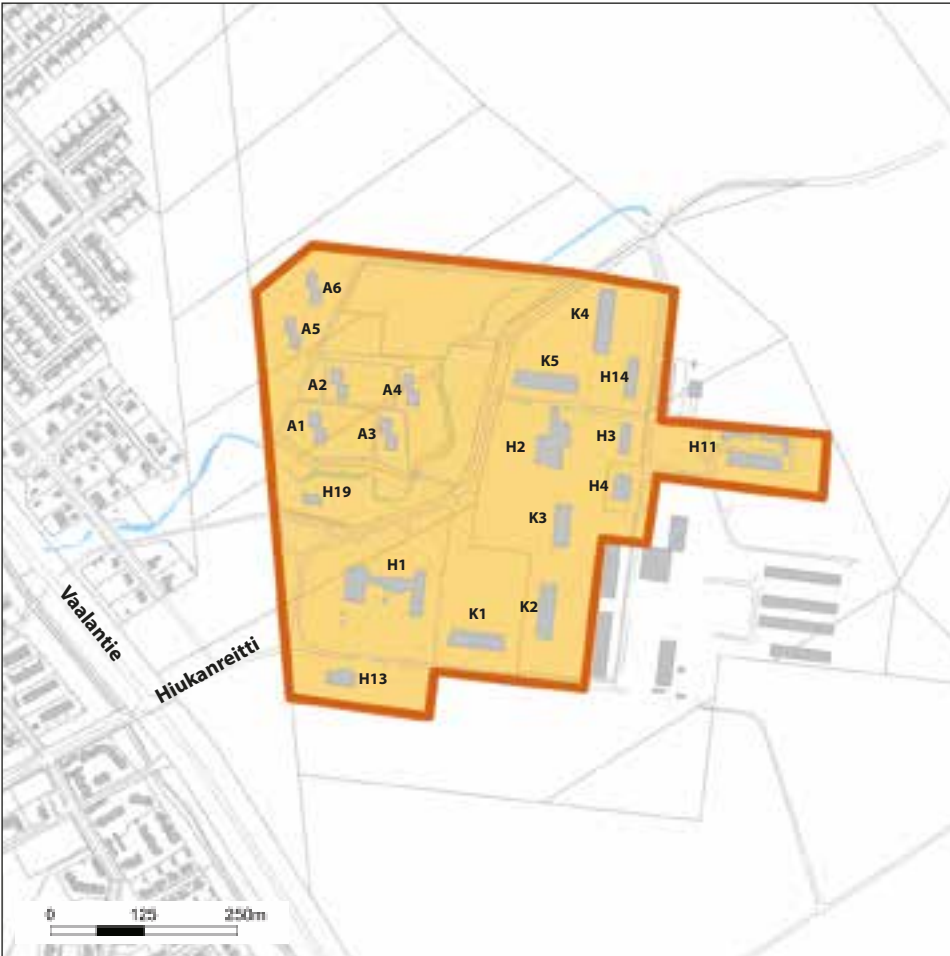 A6
K4
A5
K5
H14
A2
A4
A1
A3
H3
H2
H11
H4
H19
K3
H1
K2
K1
Vaalantie
Hiukanreitti
H13
0 125 250m